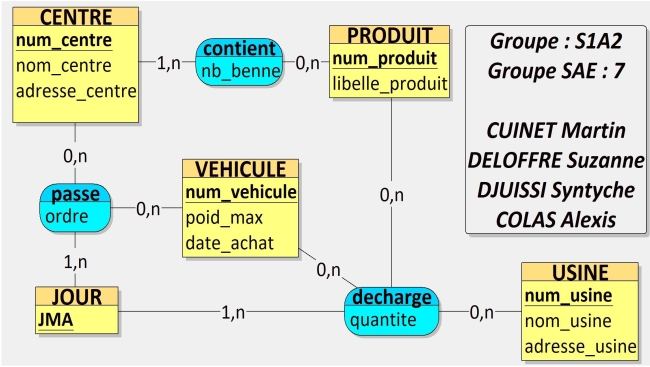 CENTRE
num_centre
nom_centre
adresse_centre
1,n
contient
nb_benne
0,n
PRODUIT
num_produit
libelle_produit
Groupe : S1A2
Groupe SAE : 7
CUINET Martin
DELOFFRE Suzanne
DJUISSI Syntyche
COLAS Alexis
0,n
passe
ordre
0,n
VEHICULE
num_vehicule
poid_max
date_achat
0,n
1,n
0,n
JOUR
JMA
1,n
decharge
quantite
0,n
USINE
num_usine
nom_usine
adresse_usine